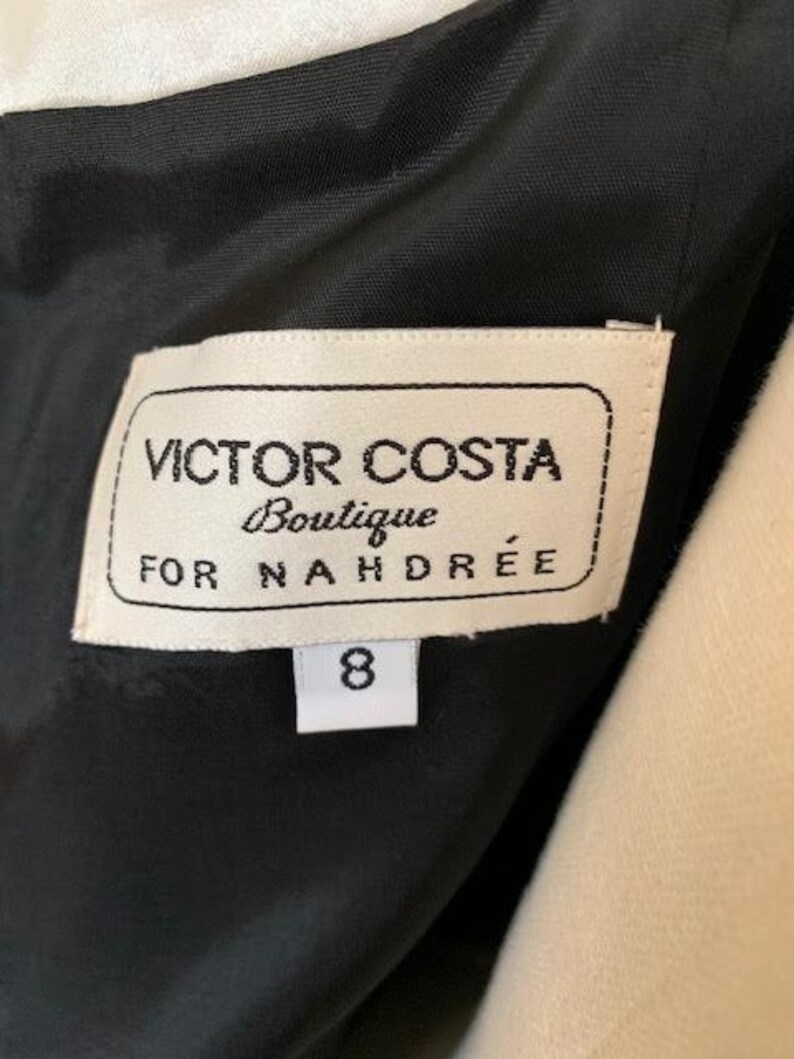 VICTOR COSTA
Boutique
FOR NAHDRÉE
8